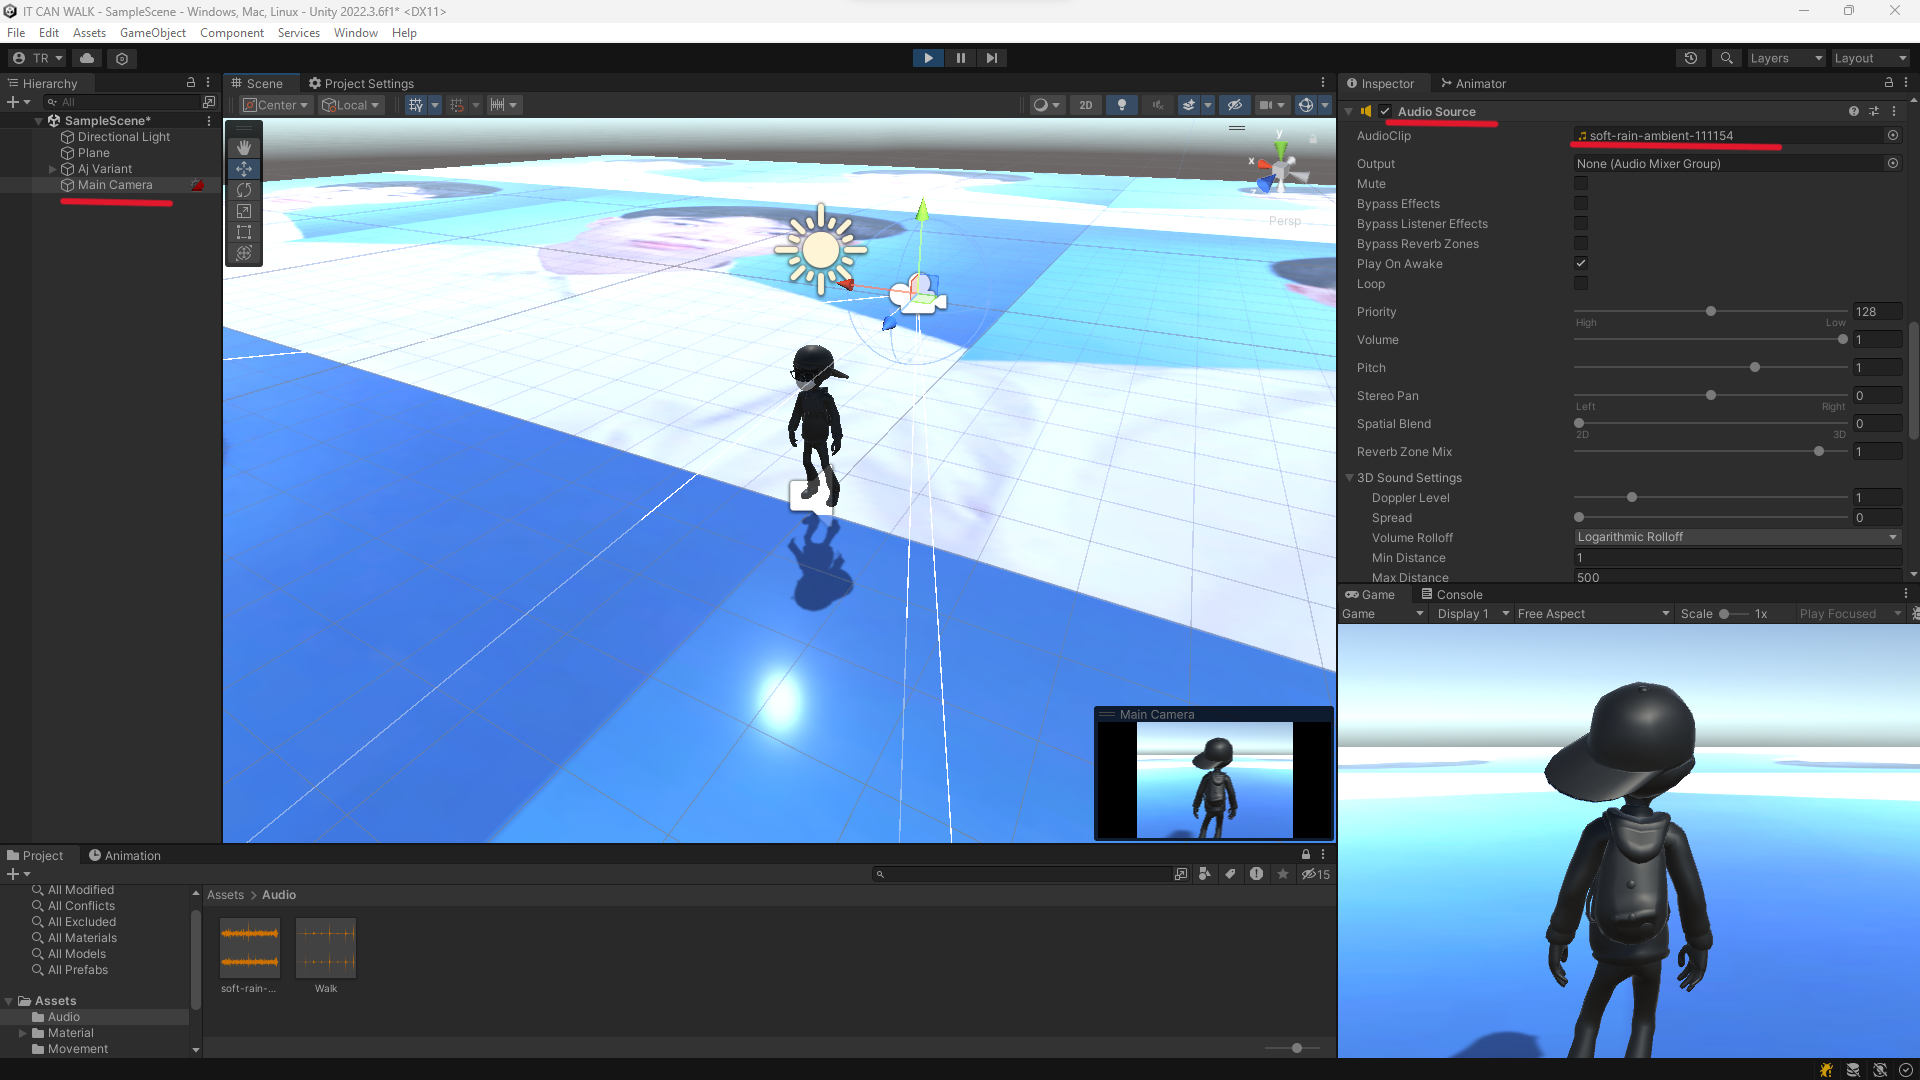 IT CAN WALK - SampleScene - Windows, Mac, Linux - Unity 2022.3.6f1* <DX11>
File Edit Assets GameObject Component Services Window Help
TR Layers Layout
Hierarchy
All
SampleScene*
Directional Light
Plane
Aj Variant
Main Camera
Scene Project Settings
Center Local 2D
y
x
z
Persp
Main Camera
Inspector Animator
Audio Source
AudioClip soft-rain-ambient-111154
Output None (Audio Mixer Group)
Mute
Bypass Effects
Bypass Listener Effects
Bypass Reverb Zones
Play On Awake
Loop
Priority 128
High Low
Volume 1
Pitch 1
Stereo Pan 0
Left Right
Spatial Blend 0
2D 3D
Reverb Zone Mix 1
3D Sound Settings
Doppler Level 1
Spread 0
Volume Rolloff Logarithmic Rolloff
Min Distance 1
Max Distance 500
Game Console
Game Display 1 Free Aspect Scale 1x Play Focused
Project Animation
15
All Modified
All Conflicts
All Excluded
All Materials
All Models
All Prefabs
Assets
Audio
Material
Movement
Assets > Audio
soft-rain-...
Walk